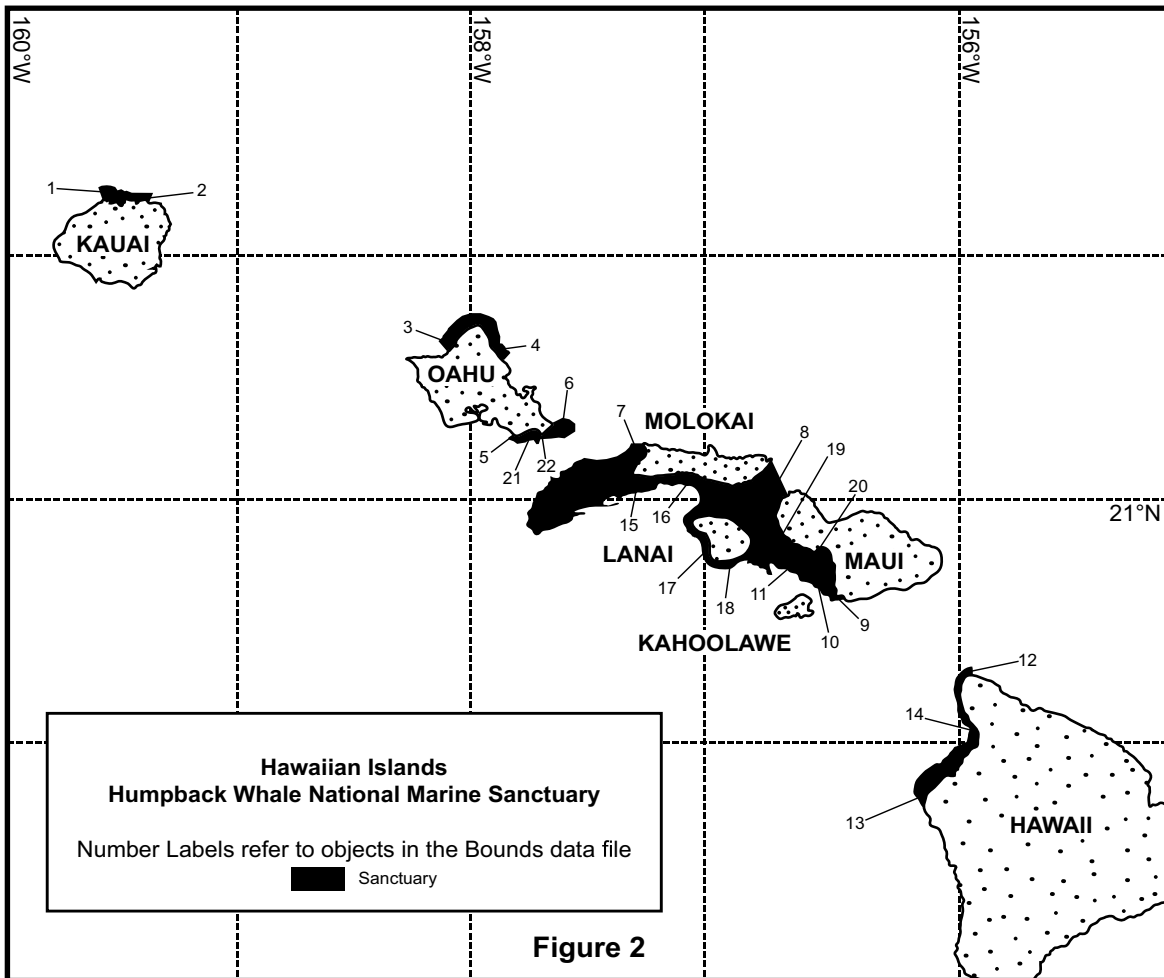 160°W
158°W
156°W
1
2
KAUAI
3
4
OAHU
6
7
MOLOKAI
8
19
5
21
22
20
21°N
15
16
LANAI
MAUI
17
18
11
9
10
KAHOOLAWE
12
14
13
HAWAII
Hawaiian Islands
Humpback Whale National Marine Sanctuary
Number Labels refer to objects in the Bounds data file
Sanctuary
Figure 2